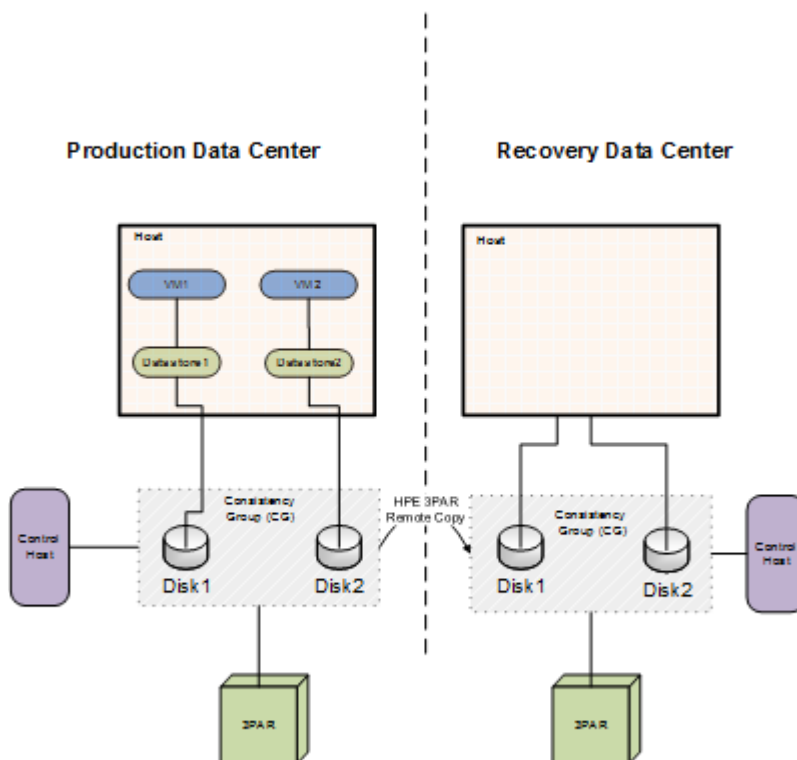 Production Data Center
Recovery Data Center
Host
VM1
VM2
Datastore1
Datastore2
Host
Control
Host
Consistency
Group (CG)
Disk1
Disk2
HPE 3PAR
Remote Copy
Consistency
Group (CG)
Disk1
Disk2
Control
Host
3PAR
3PAR